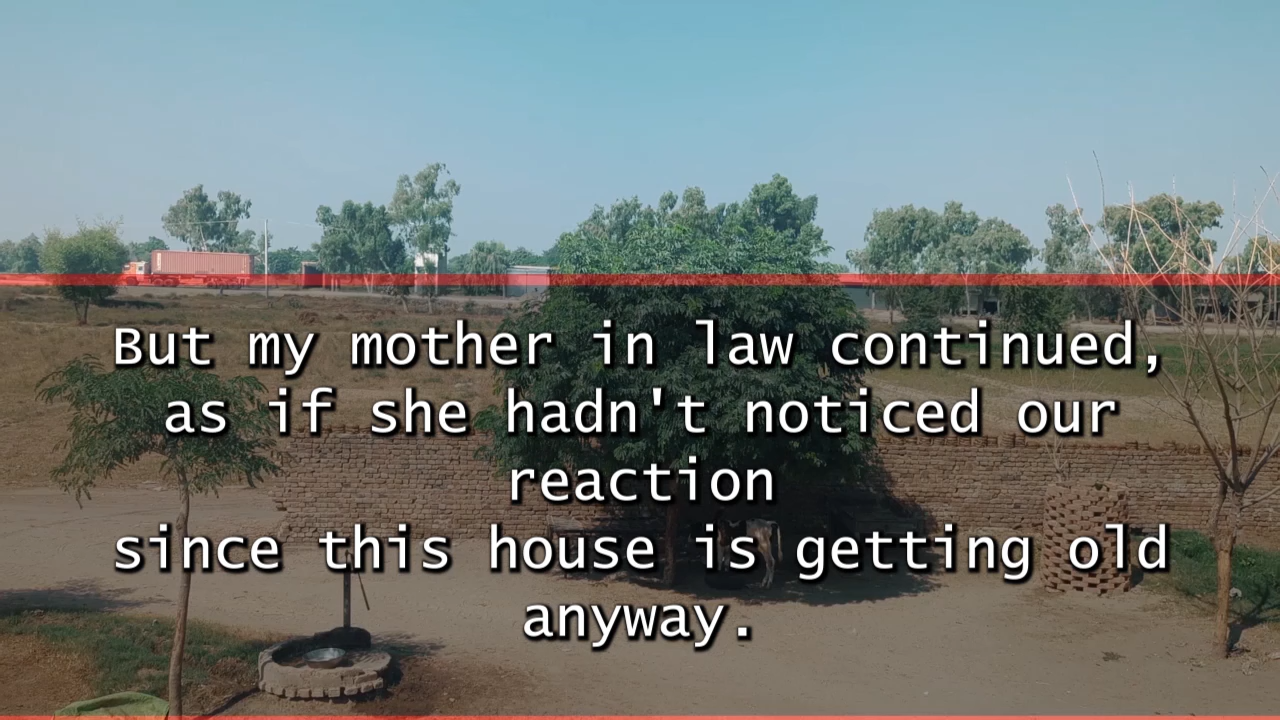 But my mother in law continued,
as if she hadn't noticed our
reaction
since this house is getting old
anyway.